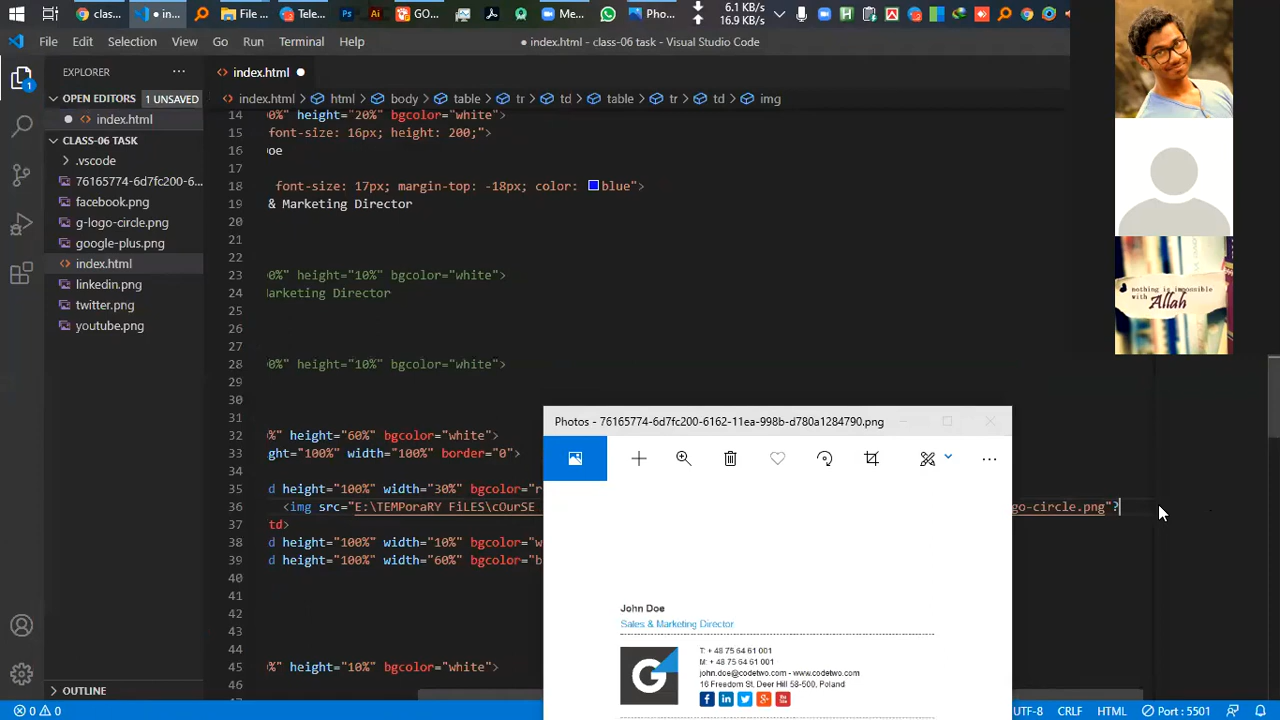 clas
in
File
Tele
GO
Me
Pho
6.1 KB/s
16.9 KB/s
File Edit Selection View Go Run Terminal Help
● index.html - class-06 task - Visual Studio Code
EXPLORER ···
index.html ●
OPEN EDITORS 1 UNSAVED
● index.html
CLASS-06 TASK
.vscode
76165774-6d7fc200-6...
facebook.png
g-logo-circle.png
google-plus.png
index.html
linkedin.png
twitter.png
youtube.png
OUTLINE
index.html > html > body > table > tr > td > table > tr > td > img
14 0%" height="20%" bgcolor="white">
15 font-size: 16px; height: 200;">
16 oe
17
18 font-size: 17px; margin-top: -18px; color: blue">
19 & Marketing Director
20
21
22
23 0%" height="10%" bgcolor="white">
24 arketing Director
25
26
27
28 0%" height="10%" bgcolor="white">
29
30
31
32 %" height="60%" bgcolor="white">
33 ght="100%" width="100%" border="0">
34
35 d height="100%" width="30%" bgcolor="r
36 <img src="E:\TEMPoraRY FiLES\cOurSE go-circle.png"?
37 td>
38 d height="100%" width="10%" bgcolor="w
39 d height="100%" width="60%" bgcolor="b
40
41
42
43
44
45 %" height="10%" bgcolor="white">
46
Photos - 76165774-6d7fc200-6162-11ea-998b-d780a1284790.png
John Doe
Sales & Marketing Director
G
T: + 48 75 64 61 001
M: + 48 75 64 61 001
john.doe@codetwo.com - www.codetwo.com
16 Freedom St, Deer Hill 58-500, Poland
nothing is impossible
with Allah
0 0 UTF-8 CRLF HTML Port : 5501